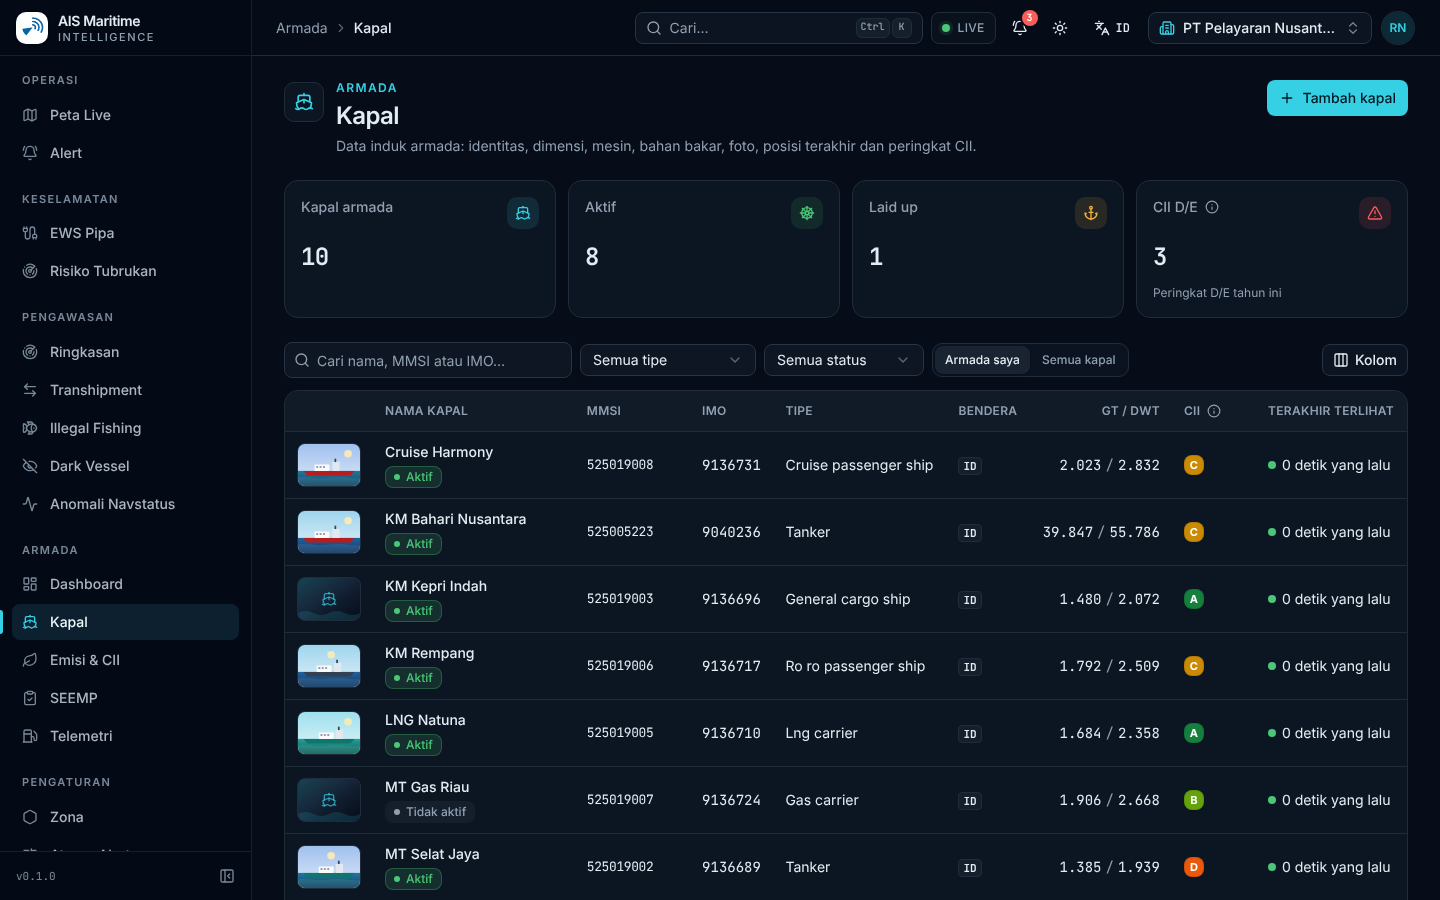 AIS Maritime
INTELLIGENCE
Armada > Kapal
Cari...
Ctrl K
LIVE
3
ID
PT Pelayaran Nusant...
RN
OPERASI
Peta Live
Alert
KESELAMATAN
EWS Pipa
Risiko Tubrukan
PENGAWASAN
Ringkasan
Transhipment
Illegal Fishing
Dark Vessel
Anomali Navstatus
ARMADA
Dashboard
Kapal
Emisi & CII
SEEMP
Telemetri
PENGATURAN
Zona
v0.1.0
ARMADA
Kapal
Data induk armada: identitas, dimensi, mesin, bahan bakar, foto, posisi terakhir dan peringkat CII.
Tambah kapal
Kapal armada
10
Aktif
8
Laid up
1
CII D/E
3
Peringkat D/E tahun ini
Cari nama, MMSI atau IMO...
Semua tipe
Semua status
Armada saya
Semua kapal
Kolom
NAMA KAPAL MMSI IMO TIPE BENDERA GT / DWT CII TERAKHIR TERLIHAT
Cruise Harmony
Aktif
525019008 9136731 Cruise passenger ship ID 2.023 / 2.832 C 0 detik yang lalu
KM Bahari Nusantara
Aktif
525005223 9040236 Tanker ID 39.847 / 55.786 C 0 detik yang lalu
KM Kepri Indah
Aktif
525019003 9136696 General cargo ship ID 1.480 / 2.072 A 0 detik yang lalu
KM Rempang
Aktif
525019006 9136717 Ro ro passenger ship ID 1.792 / 2.509 C 0 detik yang lalu
LNG Natuna
Aktif
525019005 9136710 Lng carrier ID 1.684 / 2.358 A 0 detik yang lalu
MT Gas Riau
Tidak aktif
525019007 9136724 Gas carrier ID 1.906 / 2.668 B 0 detik yang lalu
MT Selat Jaya
Aktif
525019002 9136689 Tanker ID 1.385 / 1.939 D 0 detik yang lalu